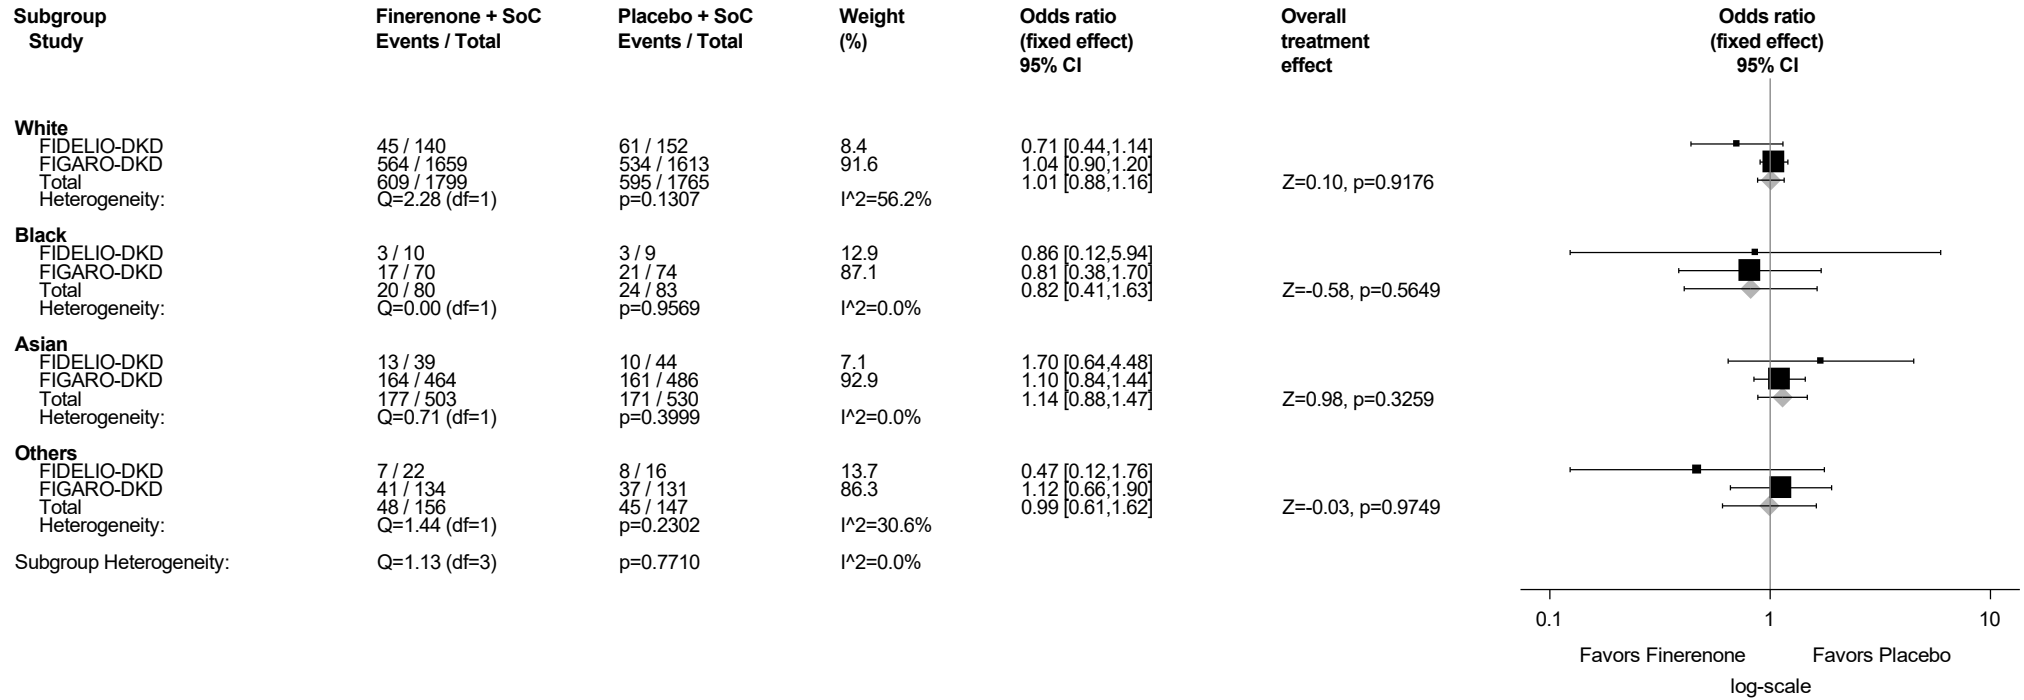 Subgroup Finerenone + SoC Placebo + SoC Weight Odds ratio Overall Odds ratio
Study Events / Total Events / Total (%) (fixed effect) treatment (fixed effect)
95% CI effect 95% CI
White
FIDELIO-DKD 45 / 140 61 / 152 8.4 0.71 [0.44,1.14]
FIGARO-DKD 564 / 1659 534 / 1613 91.6 1.04 [0.90,1.20]
Total 609 / 1799 595 / 1765 1.01 [0.88,1.16] Z=0.10, p=0.9176
Heterogeneity: Q=2.28 (df=1) p=0.1307 I^2=56.2%
Black
FIDELIO-DKD 3 / 10 3 / 9 12.9 0.86 [0.12,5.94]
FIGARO-DKD 17 / 70 21 / 74 87.1 0.81 [0.38,1.70]
Total 20 / 80 24 / 83 0.82 [0.41,1.63] Z=-0.58, p=0.5649
Heterogeneity: Q=0.00 (df=1) p=0.9569 I^2=0.0%
Asian
FIDELIO-DKD 13 / 39 10 / 44 7.1 1.70 [0.64,4.48]
FIGARO-DKD 164 / 464 161 / 486 92.9 1.10 [0.84,1.44]
Total 177 / 503 171 / 530 1.14 [0.88,1.47] Z=0.98, p=0.3259
Heterogeneity: Q=0.71 (df=1) p=0.3999 I^2=0.0%
Others
FIDELIO-DKD 7 / 22 8 / 16 13.7 0.47 [0.12,1.76]
FIGARO-DKD 41 / 134 37 / 131 86.3 1.12 [0.66,1.90]
Total 48 / 156 45 / 147 0.99 [0.61,1.62] Z=-0.03, p=0.9749
Heterogeneity: Q=1.44 (df=1) p=0.2302 I^2=30.6%
Subgroup Heterogeneity: Q=1.13 (df=3) p=0.7710 I^2=0.0%
0.1 1 10
Favors Finerenone Favors Placebo
log-scale